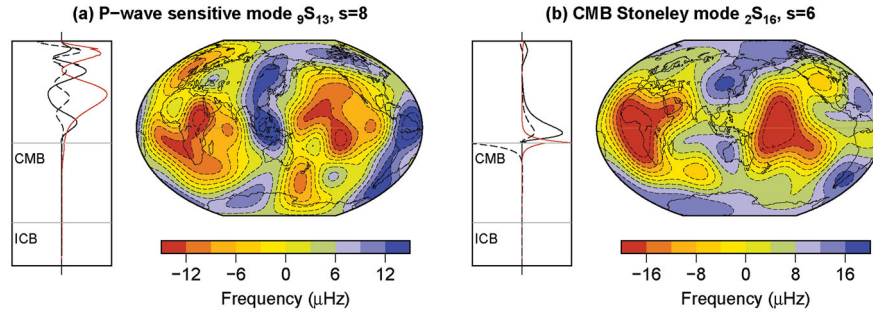 (a) P−wave sensitive mode ₉S₁₃, s=8
CMB
ICB
−12 −6 0 6 12
Frequency (μHz)
(b) CMB Stoneley mode ₂S₁₆, s=6
CMB
ICB
−16 −8 0 8 16
Frequency (μHz)